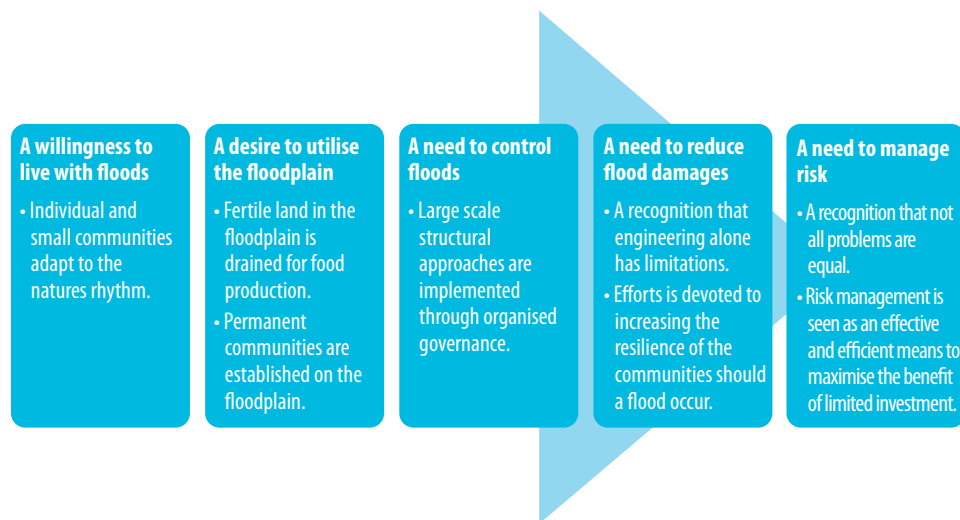 A willingness to
live with floods
• Individual and
small communities
adapt to the
natures rhythm.
A desire to utilise
the floodplain
• Fertile land in the
floodplain is
drained for food
production.
• Permanent
communities are
established on the
floodplain.
A need to control
floods
• Large scale
structural
approaches are
implemented
through organised
governance.
A need to reduce
flood damages
• A recognition that
engineering alone
has limitations.
• Efforts is devoted to
increasing the
resilience of the
communities should
a flood occur.
A need to manage
risk
• A recognition that not
all problems are
equal.
• Risk management is
seen as an effective
and efficient means to
maximise the benefit
of limited investment.